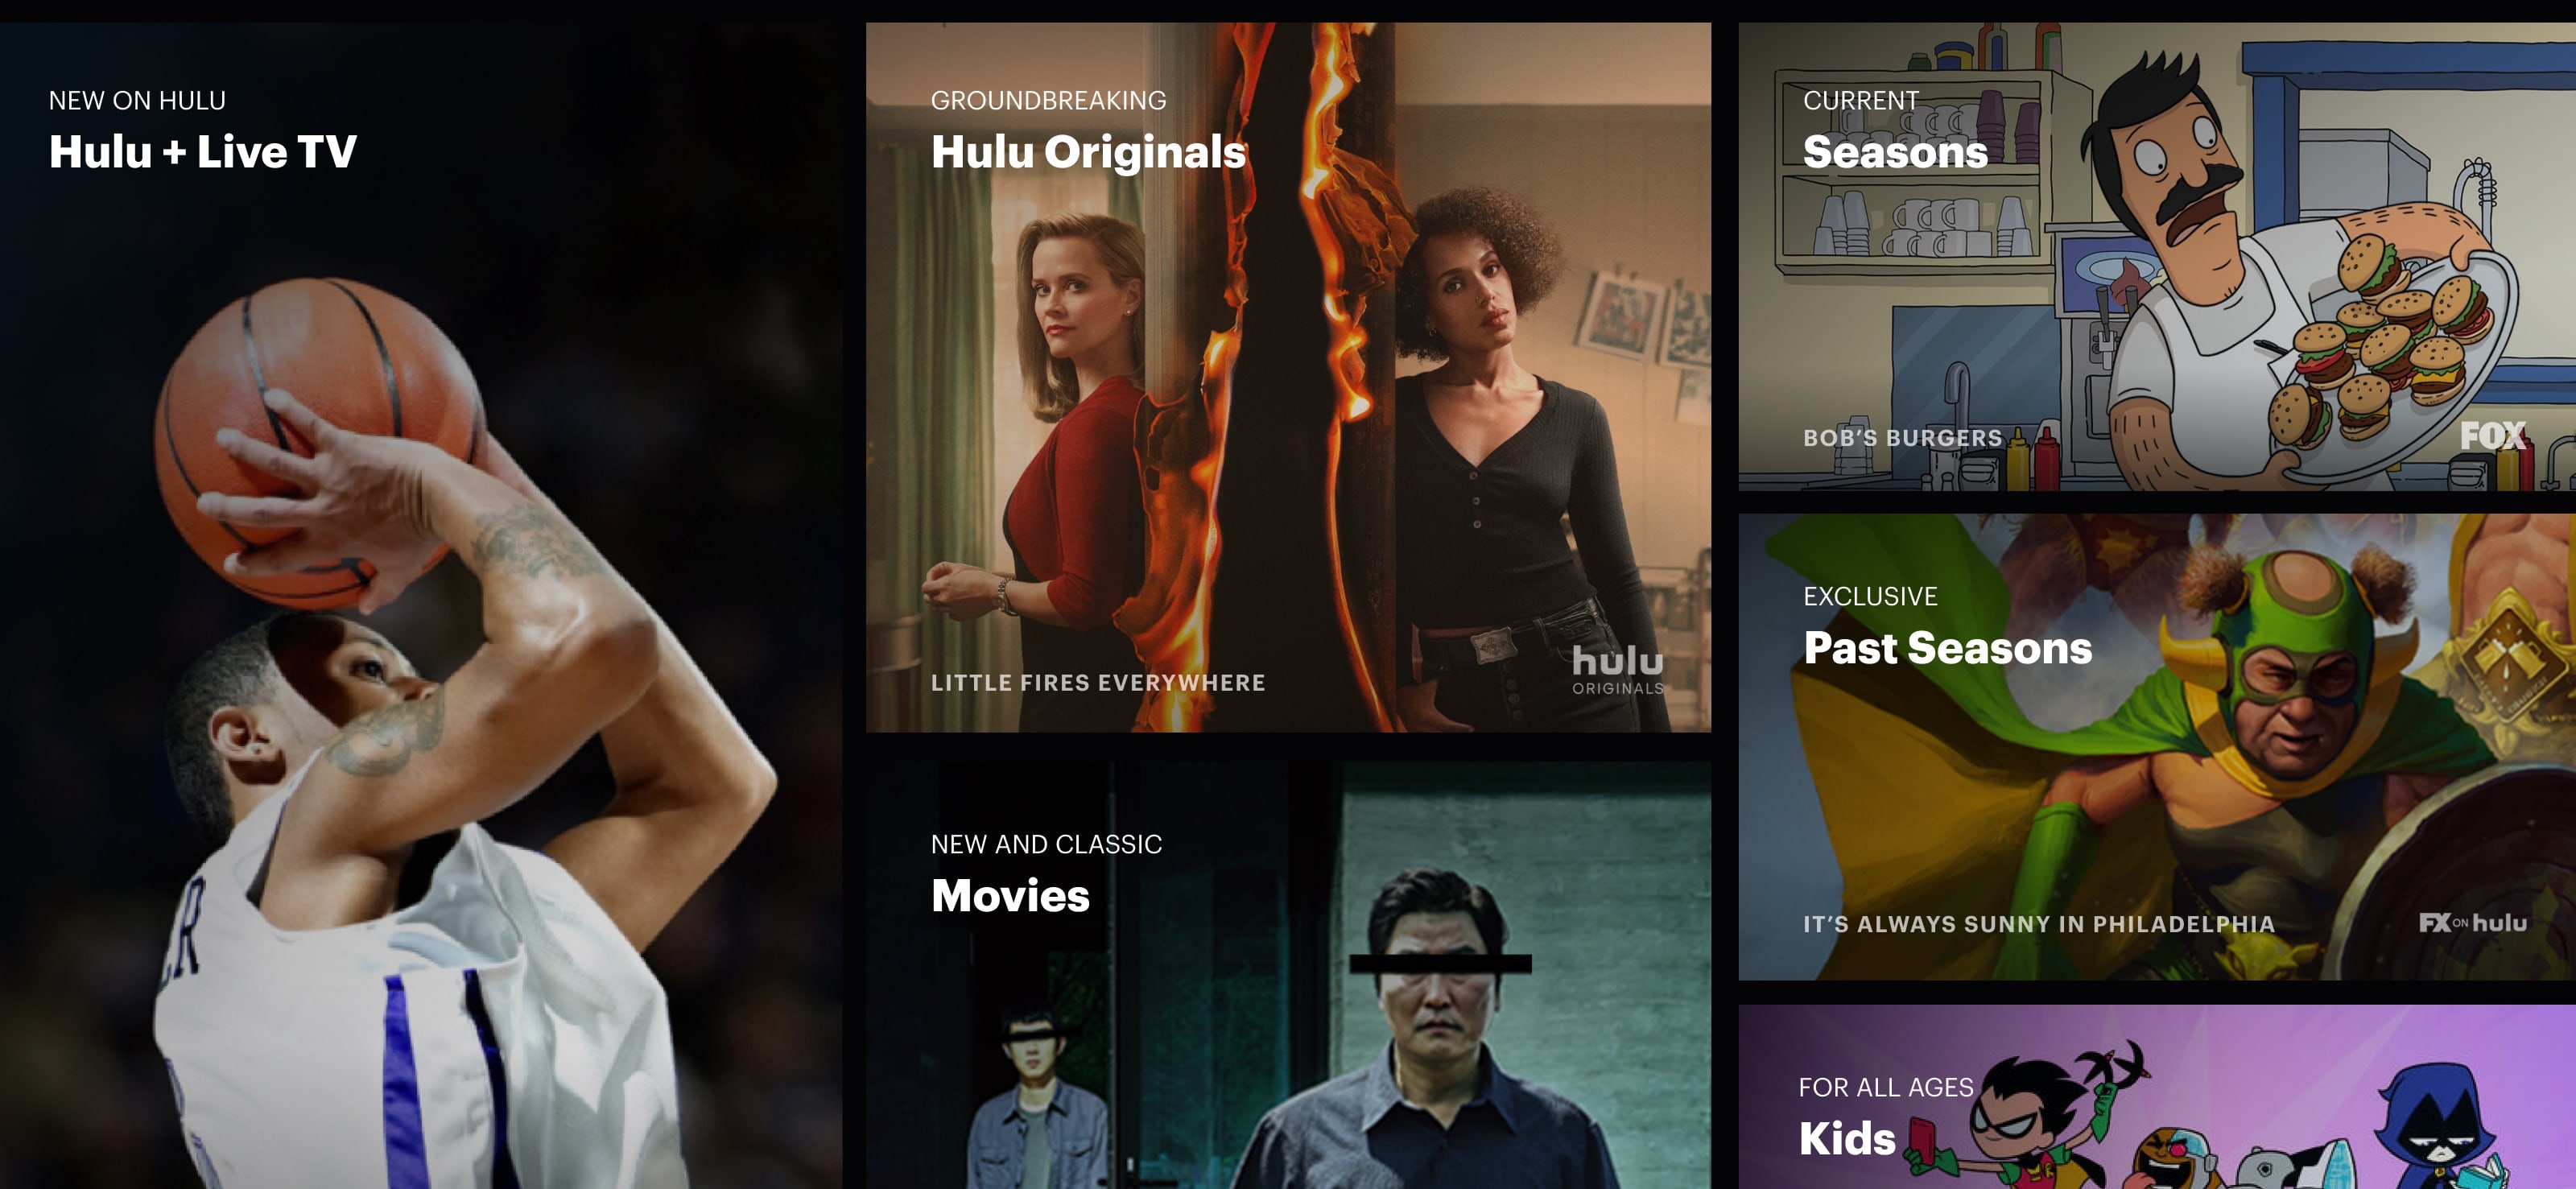 NEW ON HULU
Hulu + Live TV
GROUNDBREAKING
Hulu Originals
LITTLE FIRES EVERYWHERE
hulu
ORIGINALS
NEW AND CLASSIC
Movies
CURRENT
Seasons
BOB'S BURGERS
FOX
EXCLUSIVE
Past Seasons
IT'S ALWAYS SUNNY IN PHILADELPHIA
FX ON hulu
FOR ALL AGES
Kids